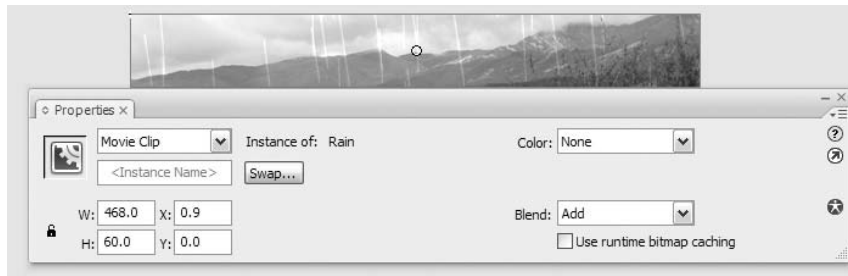 Properties ×
Movie Clip Instance of: Rain Color: None
<Instance Name> Swap...
W: 468.0 X: 0.9 Blend: Add
H: 60.0 Y: 0.0 Use runtime bitmap caching